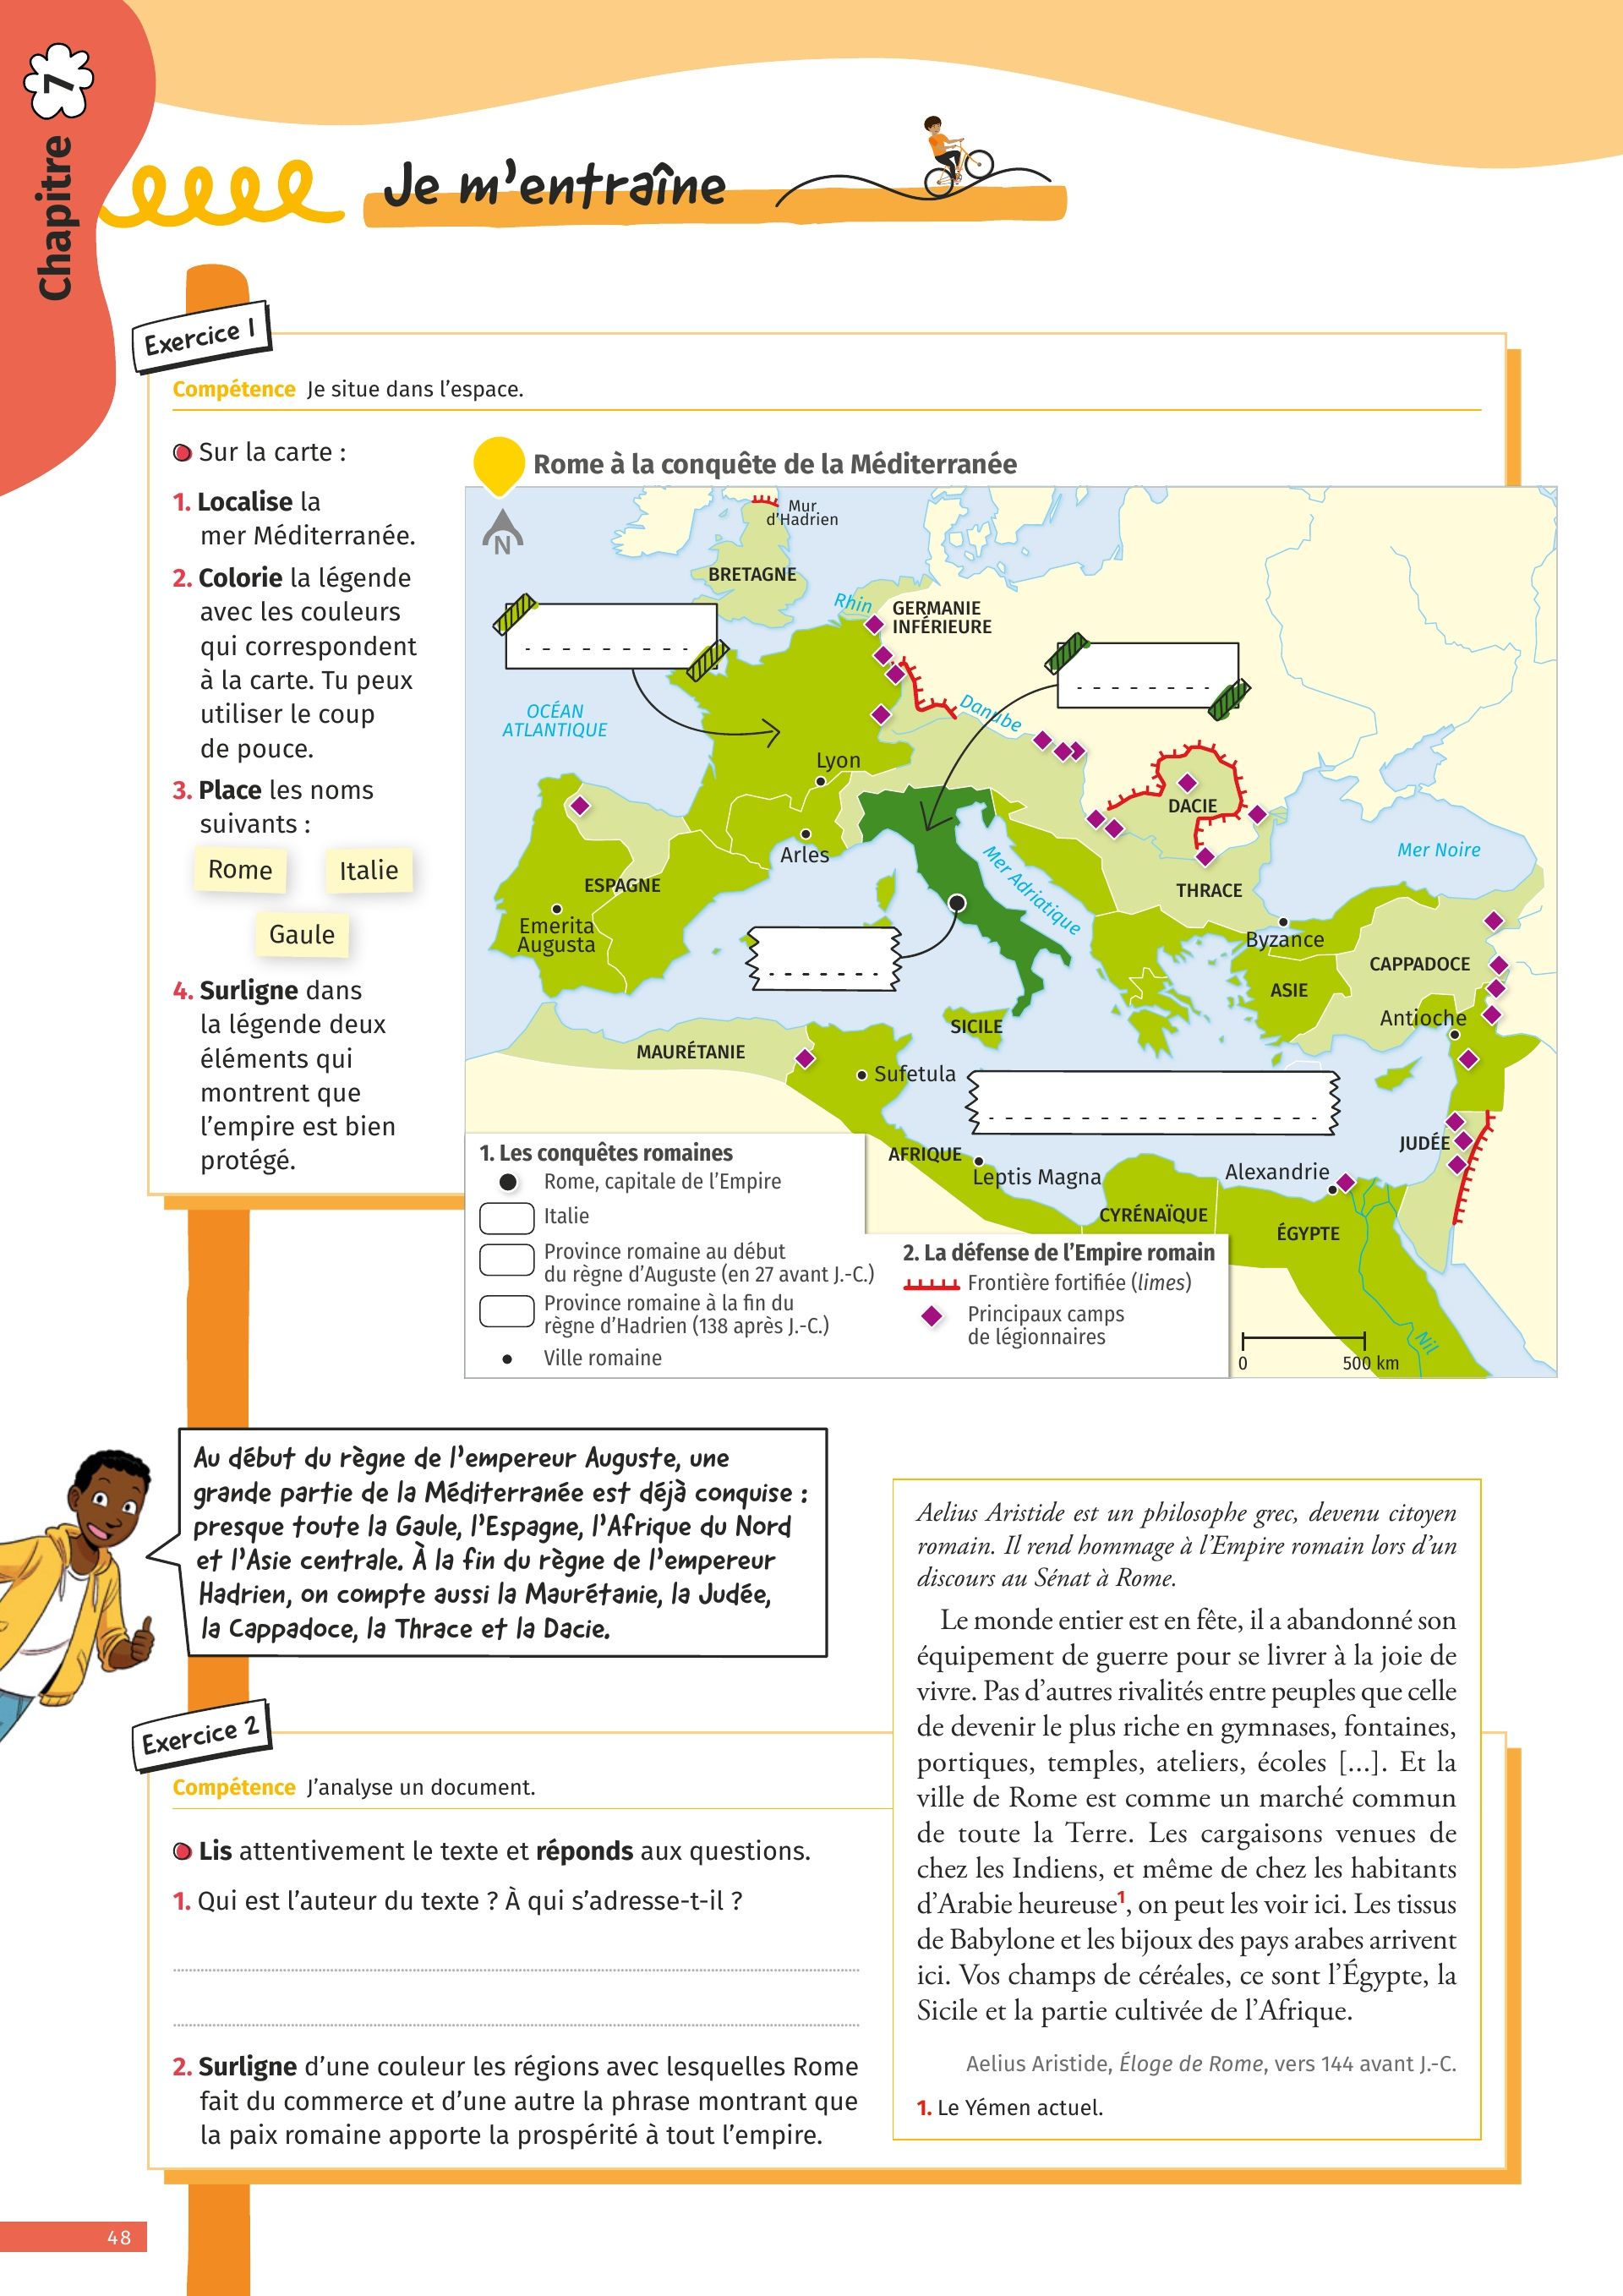 Chapitre 7
Je m'entraîne
Exercice 1
Compétence Je situe dans l'espace.
Sur la carte :
1. Localise la
mer Méditerranée.
2. Colorie la légende
avec les couleurs
qui correspondent
à la carte. Tu peux
utiliser le coup
de pouce.
3. Place les noms
suivants :
Rome
Italie
Gaule
4. Surligne dans
la légende deux
éléments qui
montrent que
l'empire est bien
protégé.
Rome à la conquête de la Méditerranée
N
Mur
d'Hadrien
BRETAGNE
Rhin
GERMANIE
INFÉRIEURE
OCÉAN
ATLANTIQUE
Danube
Lyon
DACIE
Arles
Mer Adriatique
Mer Noire
ESPAGNE
THRACE
Emerita
Augusta
Byzance
CAPPADOCE
ASIE
Antioche
SICILE
MAURÉTANIE
Sufetula
JUDÉE
AFRIQUE
Leptis Magna
Alexandrie
CYRÉNAÏQUE
ÉGYPTE
Nil
0
500 km
1. Les conquêtes romaines
Rome, capitale de l'Empire
Italie
Province romaine au début
du règne d'Auguste (en 27 avant J.-C.)
Province romaine à la fin du
règne d'Hadrien (138 après J.-C.)
Ville romaine
2. La défense de l'Empire romain
Frontière fortifiée (limes)
Principaux camps
de légionnaires
Au début du règne de l'empereur Auguste, une
grande partie de la Méditerranée est déjà conquise :
presque toute la Gaule, l'Espagne, l'Afrique du Nord
et l'Asie centrale. À la fin du règne de l'empereur
Hadrien, on compte aussi la Maurétanie, la Judée,
la Cappadoce, la Thrace et la Dacie.
Exercice 2
Compétence J'analyse un document.
Lis attentivement le texte et réponds aux questions.
1. Qui est l'auteur du texte ? À qui s'adresse-t-il ?
2. Surligne d'une couleur les régions avec lesquelles Rome
fait du commerce et d'une autre la phrase montrant que
la paix romaine apporte la prospérité à tout l'empire.
Aelius Aristide est un philosophe grec, devenu citoyen
romain. Il rend hommage à l'Empire romain lors d'un
discours au Sénat à Rome.
Le monde entier est en fête, il a abandonné son
équipement de guerre pour se livrer à la joie de
vivre. Pas d'autres rivalités entre peuples que celle
de devenir le plus riche en gymnases, fontaines,
portiques, temples, ateliers, écoles [...]. Et la
ville de Rome est comme un marché commun
de toute la Terre. Les cargaisons venues de
chez les Indiens, et même de chez les habitants
d'Arabie heureuse1, on peut les voir ici. Les tissus
de Babylone et les bijoux des pays arabes arrivent
ici. Vos champs de céréales, ce sont l'Égypte, la
Sicile et la partie cultivée de l'Afrique.
Aelius Aristide, Éloge de Rome, vers 144 avant J.-C.
1. Le Yémen actuel.
48